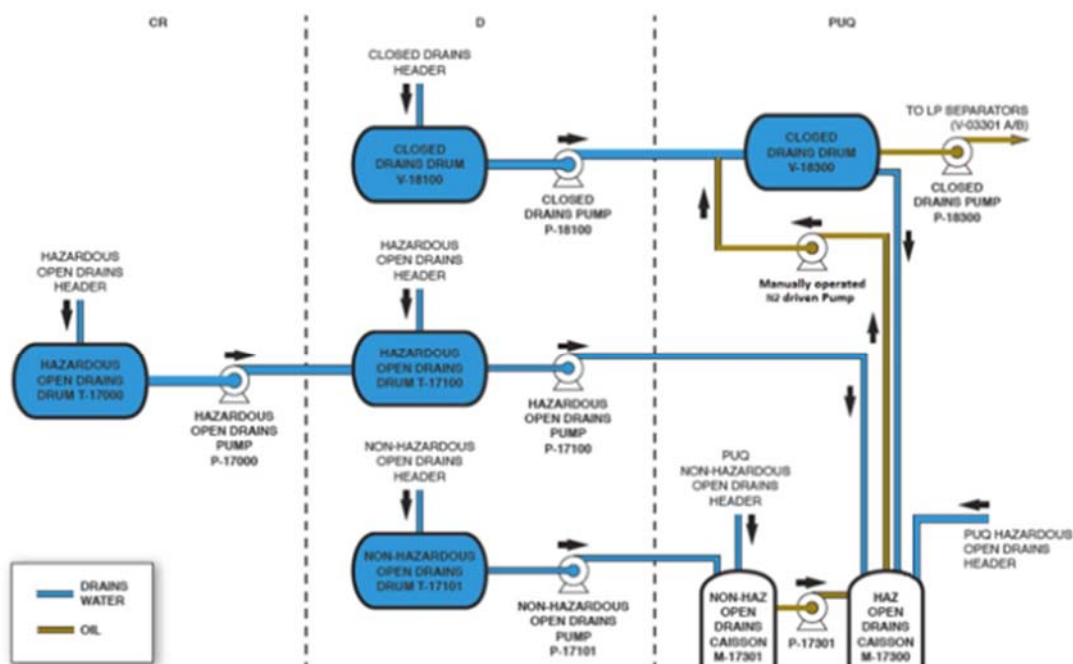 CR
D
PUQ
CLOSED DRAINS
HEADER
CLOSED
DRAINS DRUM
V-18100
CLOSED
DRAINS PUMP
P-18100
CLOSED
DRAINS DRUM
V-18300
TO LP SEPARATORS
(V-03301 A/B)
CLOSED
DRAINS PUMP
P-18300
Manually operated
N2 driven Pump
HAZARDOUS
OPEN DRAINS
HEADER
HAZARDOUS
OPEN DRAINS
DRUM T-17000
HAZARDOUS
OPEN DRAINS
PUMP
P-17000
HAZARDOUS
OPEN DRAINS
HEADER
HAZARDOUS
OPEN DRAINS
DRUM T-17100
HAZARDOUS
OPEN DRAINS
PUMP
P-17100
NON-HAZARDOUS
OPEN DRAINS
HEADER
NON-HAZARDOUS
OPEN DRAINS
DRUM T-17101
NON-HAZARDOUS
OPEN DRAINS
PUMP
P-17101
PUQ
NON-HAZARDOUS
OPEN DRAINS
HEADER
NON-HAZ
OPEN
DRAINS
CAISSON
M-17301
P-17301
HAZ
OPEN
DRAINS
CAISSON
M-17300
PUQ HAZARDOUS
OPEN DRAINS
HEADER
DRAINS
WATER
OIL